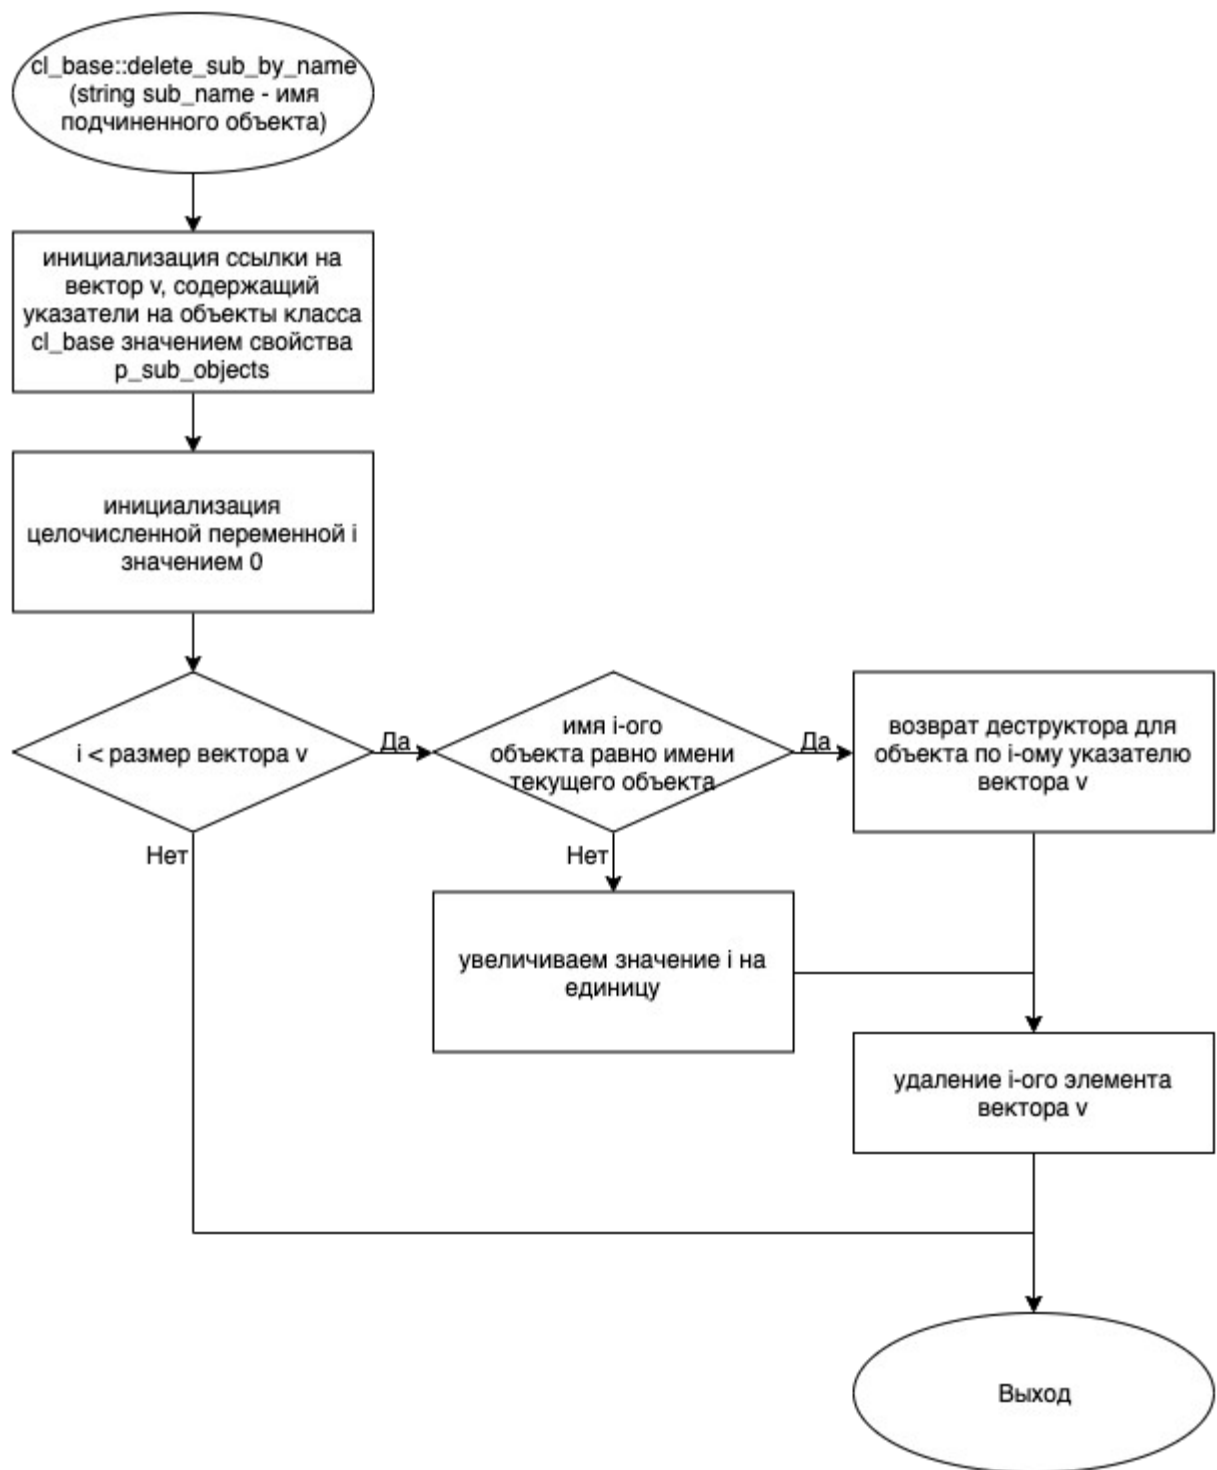 cl_base::delete_sub_by_name
(string sub_name - имя
подчиненного объекта)
инициализация ссылки на
вектор v, содержащий
указатели на объекты класса
cl_base значением свойства
p_sub_objects
инициализация
целочисленной переменной i
значением 0
i < размер вектора v
Да
имя i-ого
объекта равно имени
текущего объекта
Да
возврат деструктора для
объекта по i-ому указателю
вектора v
Нет
Нет
увеличиваем значение i на
единицу
удаление i-ого элемента
вектора v
Выход